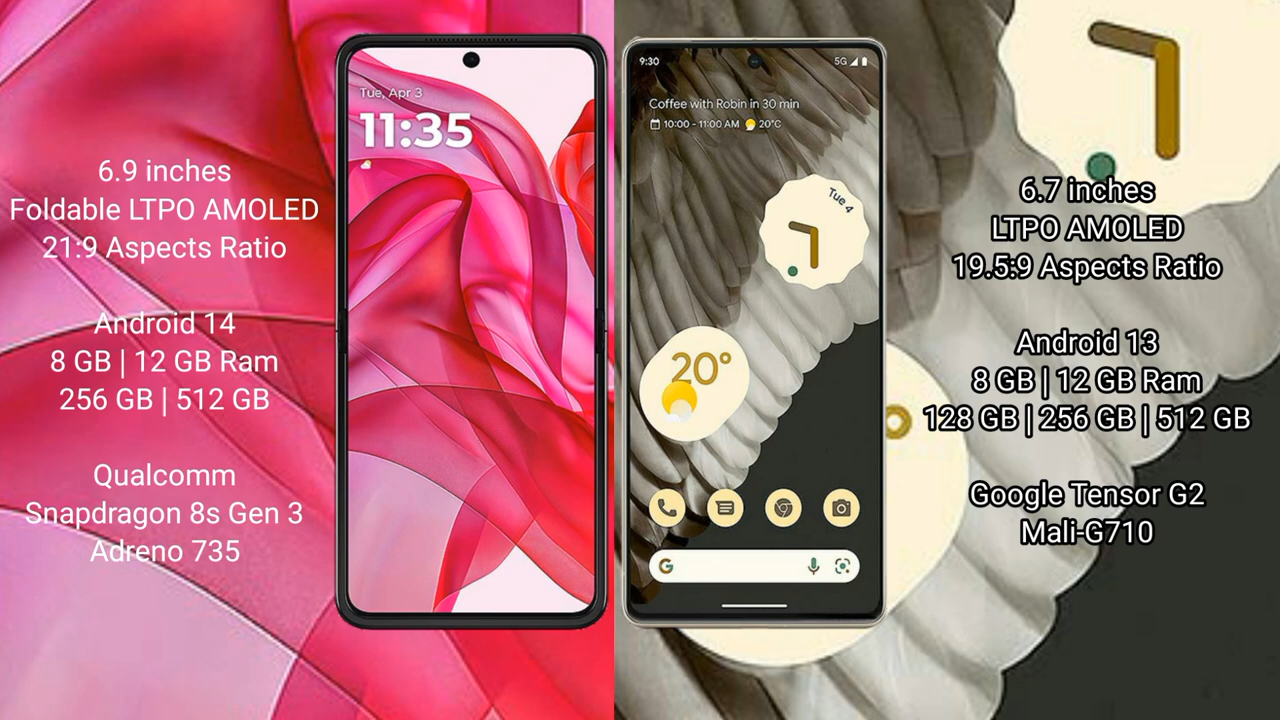 6.9 inches
Foldable LTPO AMOLED
21:9 Aspects Ratio
Android 14
8 GB | 12 GB Ram
256 GB | 512 GB
Qualcomm
Snapdragon 8s Gen 3
Adreno 735
Tue, Apr 3
11:35
9:30
5G
Coffee with Robin in 30 min
10:00 - 11:00 AM 20°C
Tue 4
20°
G
6.7 inches
LTPO AMOLED
19.5:9 Aspects Ratio
Android 13
8 GB | 12 GB Ram
128 GB | 256 GB | 512 GB
Google Tensor G2
Mali-G710